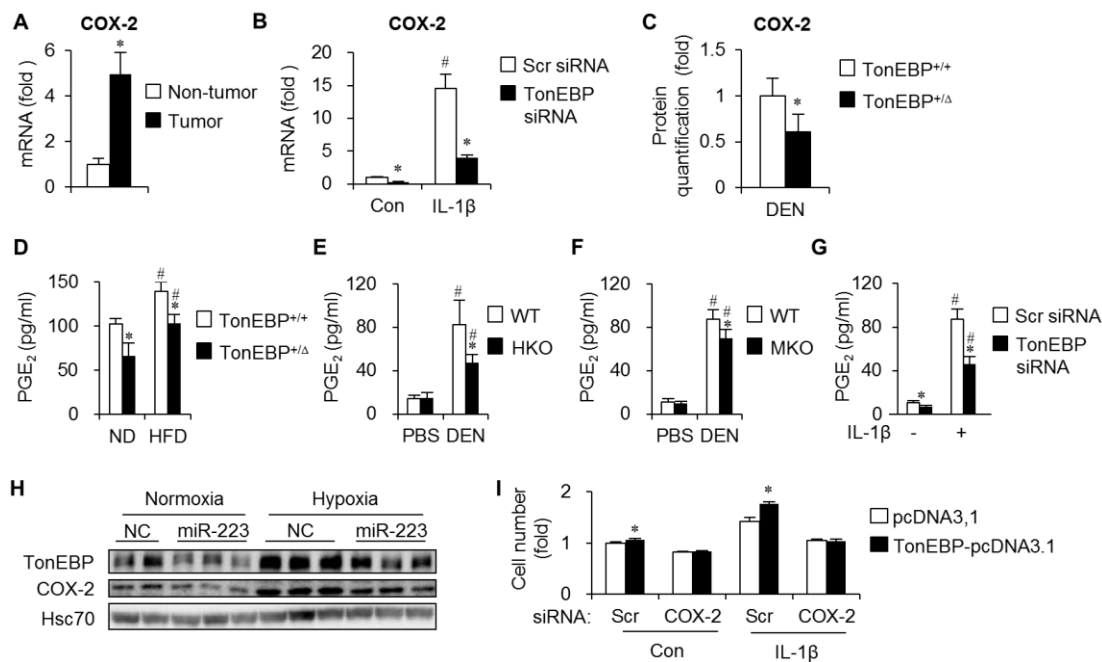 A
COX-2
mRNA (fold)
6
4
2
0
*
Non-tumor
Tumor
B
COX-2
mRNA (fold )
20
15
10
5
0
*
#
*
Con
IL-1β
Scr siRNA
TonEBP
siRNA
C
COX-2
Protein
quantification (fold)
1.5
1
0.5
0
*
DEN
TonEBP+/+
TonEBP+/Δ
D
PGE2 (pg/ml)
150
100
50
0
*
#
#
*
ND
HFD
TonEBP+/+
TonEBP+/Δ
E
PGE2 (pg/ml)
120
80
40
0
#
#
*
PBS DEN
WT
HKO
F
PGE2 (pg/ml)
120
80
40
0
#
#
*
PBS DEN
WT
MKO
G
PGE2 (pg/ml)
120
80
40
0
*
#
#
*
IL-1β - +
Scr siRNA
TonEBP
siRNA
H
Normoxia
Hypoxia
NC
miR-223
NC
miR-223
TonEBP
COX-2
Hsc70
I
Cell number
(fold)
2
1
0
*
*
siRNA: Scr COX-2 Scr COX-2
Con
IL-1β
pcDNA3,1
TonEBP-pcDNA3.1